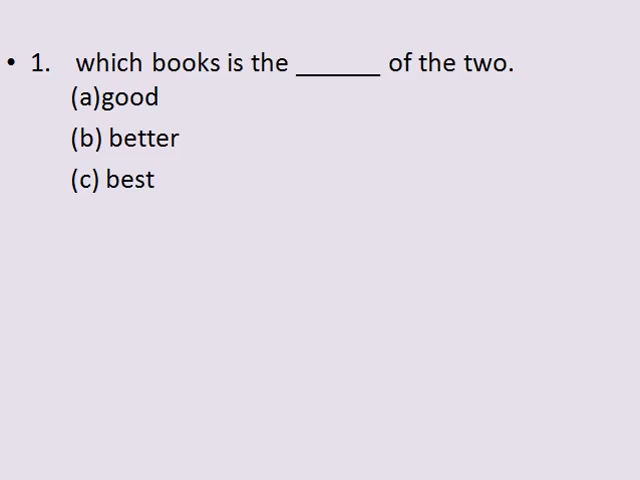 • 1. which books is the ______ of the two.
(a)good
(b) better
(c) best